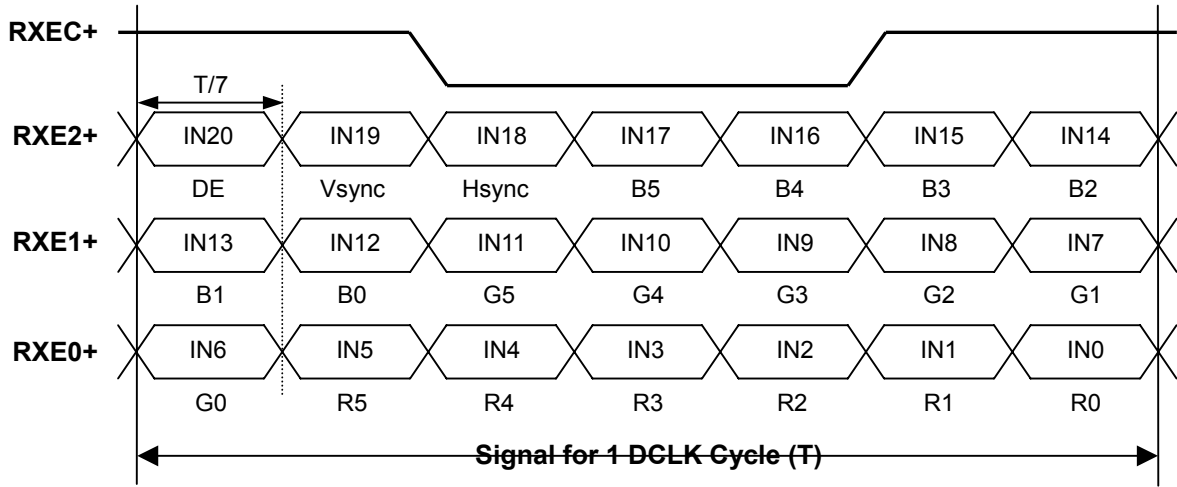 RXEC+
T/7
RXE2+ IN20 IN19 IN18 IN17 IN16 IN15 IN14
DE Vsync Hsync B5 B4 B3 B2
RXE1+ IN13 IN12 IN11 IN10 IN9 IN8 IN7
B1 B0 G5 G4 G3 G2 G1
RXE0+ IN6 IN5 IN4 IN3 IN2 IN1 IN0
G0 R5 R4 R3 R2 R1 R0
Signal for 1 DCLK Cycle (T)